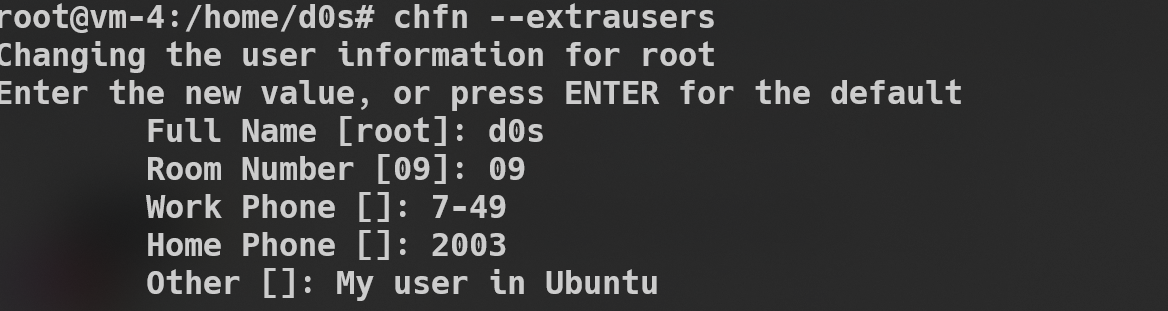 root@vm-4:/home/d0s# chfn --extrausers
Changing the user information for root
Enter the new value, or press ENTER for the default
Full Name [root]: d0s
Room Number [09]: 09
Work Phone []: 7-49
Home Phone []: 2003
Other []: My user in Ubuntu